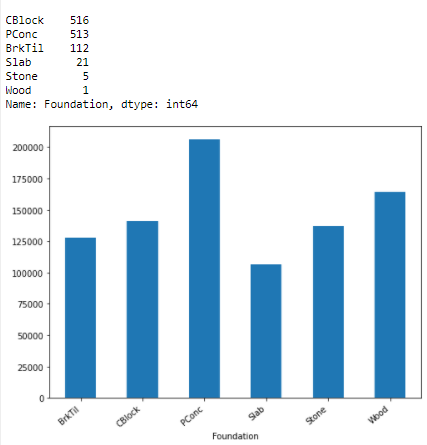 CBlock    516
PConc     513
BrkTil    112
Slab       21
Stone       5
Wood        1
Name: Foundation, dtype: int64
200000
175000
150000
125000
100000
75000
50000
25000
0
BrkTil CBlock PConc Slab Stone Wood
Foundation